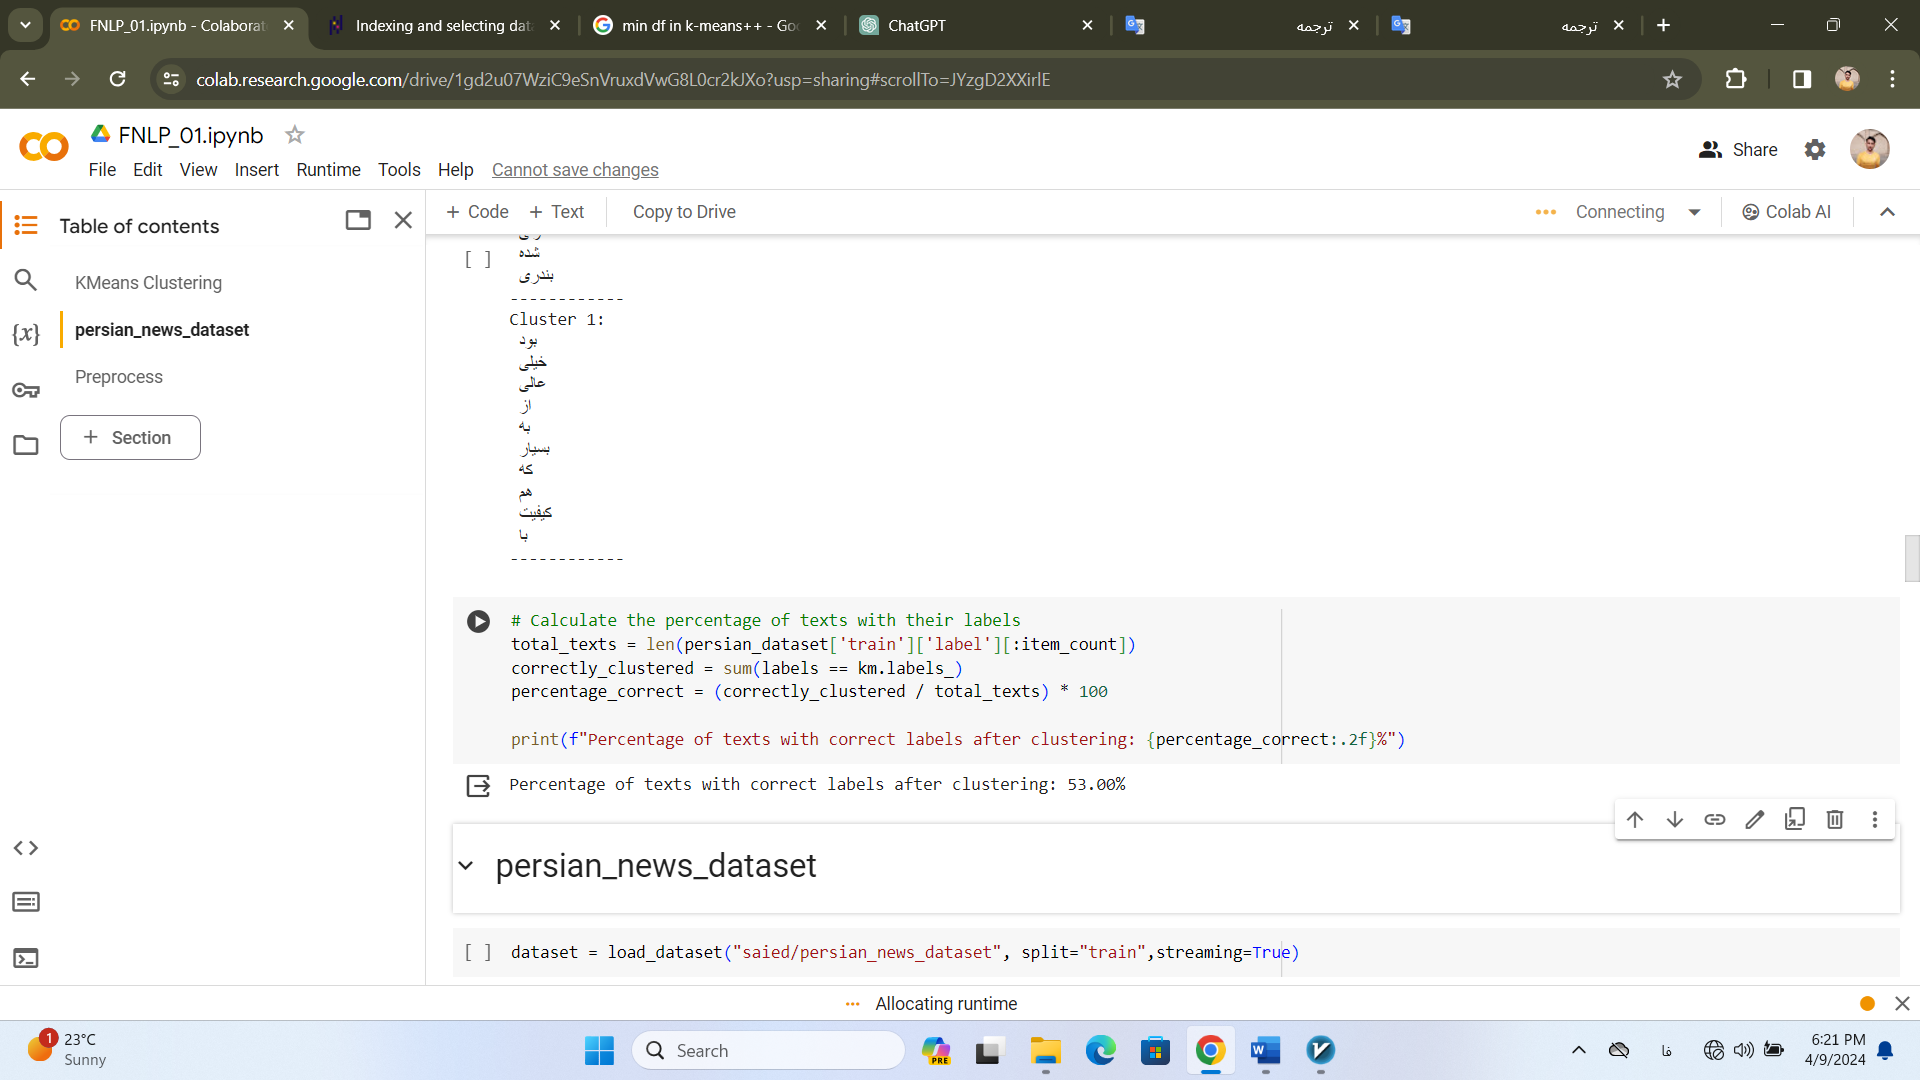 FNLP_01.ipynb - Colaborat
Indexing and selecting dat
min df in k-means++ - Goo
ChatGPT
ترجمه
ترجمه
colab.research.google.com/drive/1gd2u07WziC9eSnVruxdVwG8L0cr2kJXo?usp=sharing#scrollTo=JYzgD2XXirlE
FNLP_01.ipynb
File Edit View Insert Runtime Tools Help Cannot save changes
Share
Table of contents
+ Code + Text Copy to Drive
Connecting
Colab AI
KMeans Clustering
persian_news_dataset
Preprocess
+ Section
[ ]
شده
بندری
------------
Cluster 1:
بود
خیلی
عالی
از
به
بسیار
که
هم
کیفیت
با
------------
# Calculate the percentage of texts with their labels
total_texts = len(persian_dataset['train']['label'][:item_count])
correctly_clustered = sum(labels == km.labels_)
percentage_correct = (correctly_clustered / total_texts) * 100
print(f"Percentage of texts with correct labels after clustering: {percentage_correct:.2f}%")
Percentage of texts with correct labels after clustering: 53.00%
persian_news_dataset
[ ] dataset = load_dataset("saied/persian_news_dataset", split="train",streaming=True)
Allocating runtime
1
23°C
Sunny
Search
PRE
فا
6:21 PM
4/9/2024